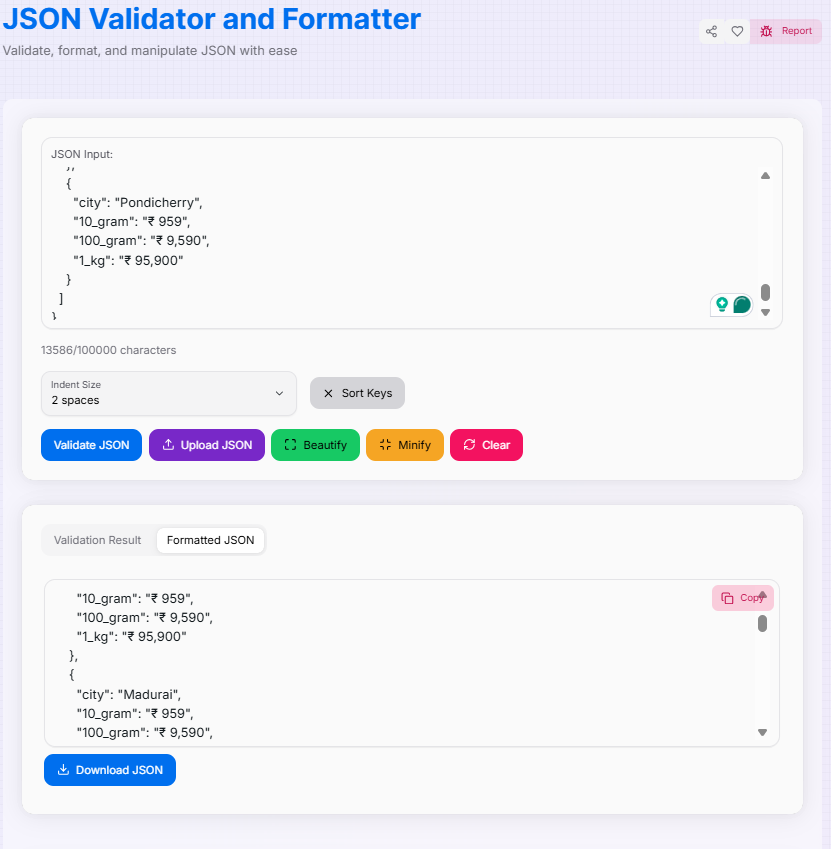 JSON Validator and Formatter
Validate, format, and manipulate JSON with ease
Report
JSON Input:
},
{
"city": "Pondicherry",
"10_gram": "₹ 959",
"100_gram": "₹ 9,590",
"1_kg": "₹ 95,900"
}
]
}
13586/100000 characters
Indent Size
2 spaces
Sort Keys
Validate JSON
Upload JSON
Beautify
Minify
Clear
Validation Result
Formatted JSON
"10_gram": "₹ 959",
Copy
"100_gram": "₹ 9,590",
"1_kg": "₹ 95,900"
},
{
"city": "Madurai",
"10_gram": "₹ 959",
"100_gram": "₹ 9,590",
Download JSON